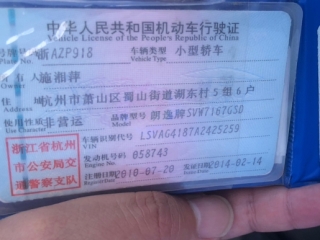 中华人民共和国机动车行驶证
Vehicle License of the People's Republic of China
号牌号码 浙AZP918 车辆类型 小型轿车
Vehicle Type
所有人 施湘萍
Owner
住址 杭州市萧山区蜀山街道湖东村5组6户
Address
使用性质 非营运 品牌型号 朗逸牌SVW7167GSD
Use Character Model
浙江省杭州市公安局交通警察支队
车辆识别代号 LSVAG4187A2425259
VIN
发动机号码 058743
Engine No.
注册日期 2010-07-20 发证日期 2014-02-14
Register Date Issue Date